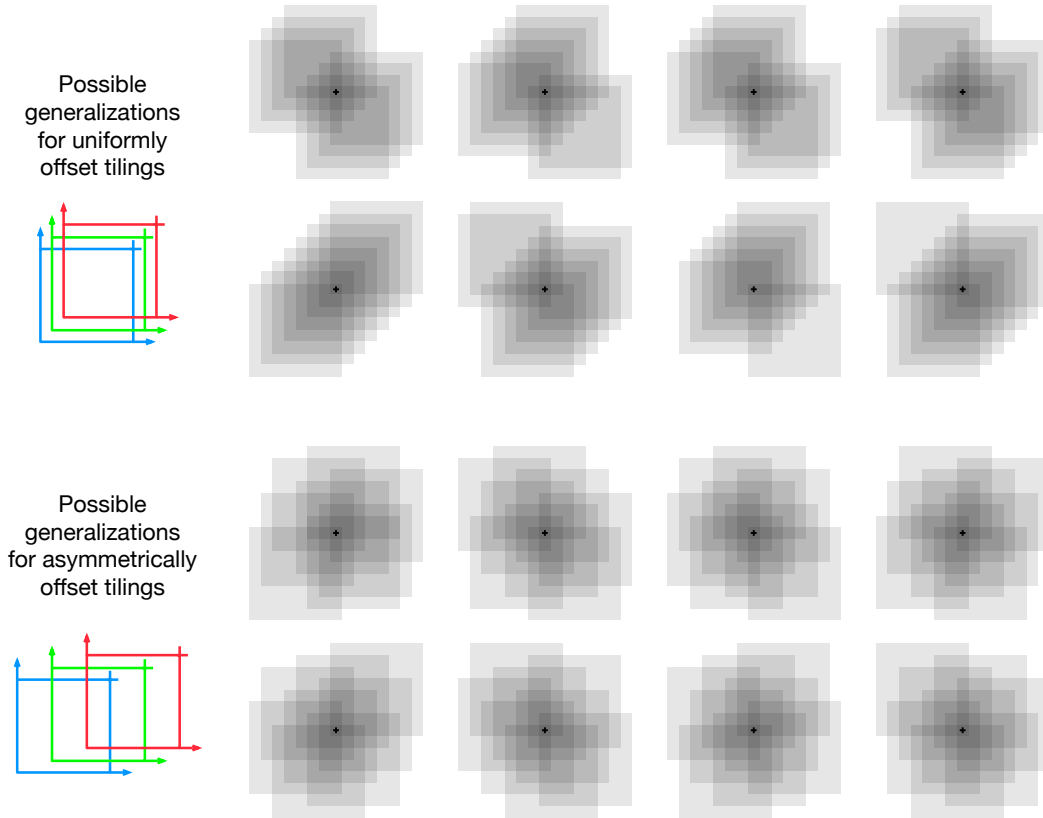 Possible
generalizations
for uniformly
offset tilings
Possible
generalizations
for asymmetrically
offset tilings